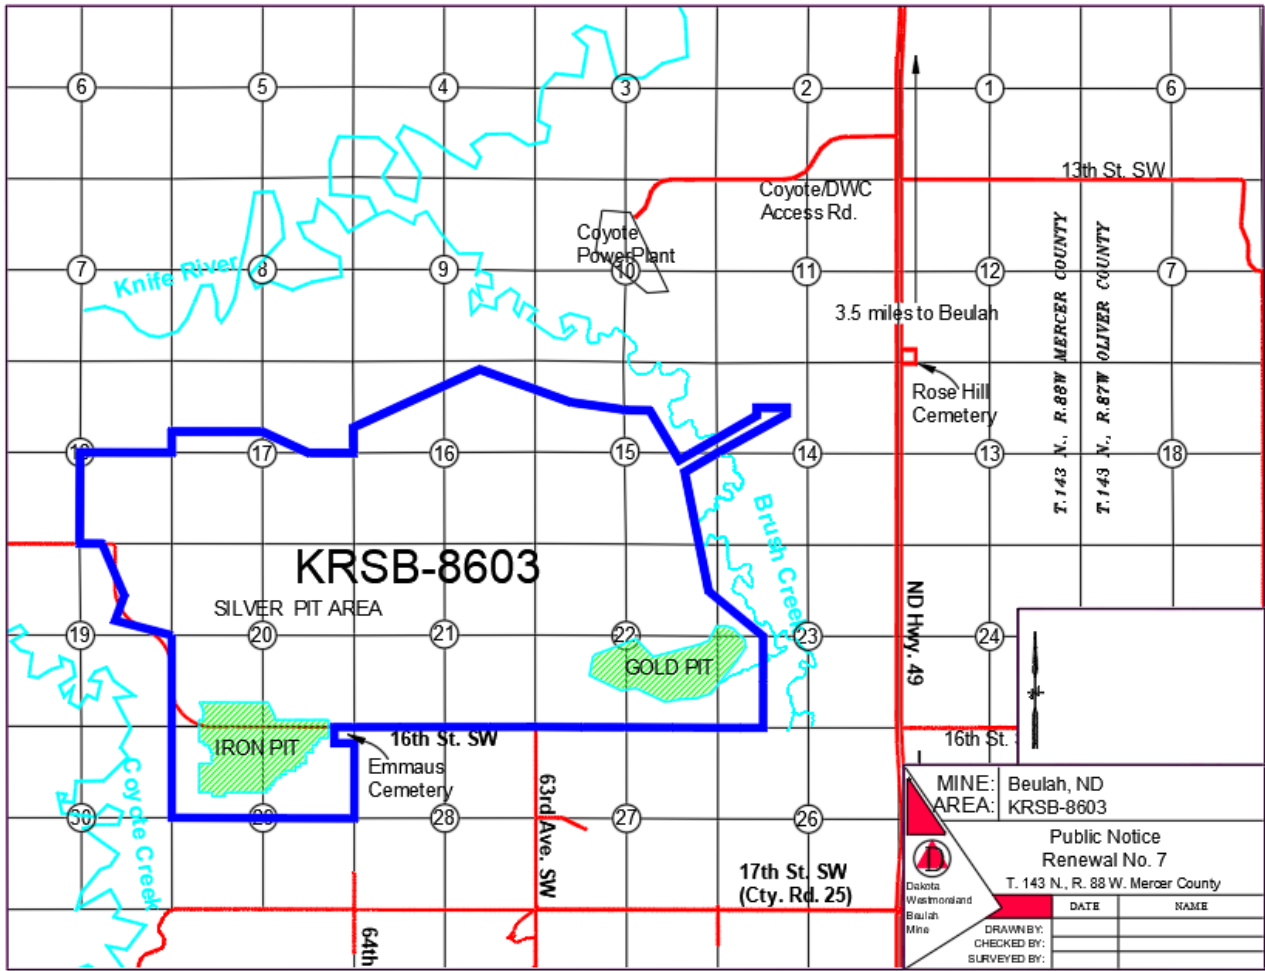 6
5
4
3
2
1
6
13th St. SW
Coyote/DWC
Access Rd.
Coyote
PowerPlant
7
Knife River
8
9
10
11
12
7
3.5 miles to Beulah
T.143 N., R.88W MERCER COUNTY
T.143 N., R.87W OLIVER COUNTY
Rose Hill
Cemetery
18
17
16
15
14
13
18
Brush Creek
KRSB-8603
SILVER PIT AREA
ND Hwy. 49
19
20
21
22
23
24
GOLD PIT
IRON PIT
16th St. SW
16th St.
Emmaus
Cemetery
Coyote Creek
63rd Ave. SW
30
29
28
27
26
17th St. SW
(Cty. Rd. 25)
64th
MINE: Beulah, ND
AREA: KRSB-8603
Public Notice
Renewal No. 7
T. 143 N., R. 88 W. Mercer County
D
Dakota
Westmoreland
Beulah
Mine
DATE NAME
DRAWN BY:
CHECKED BY:
SURVEYED BY: